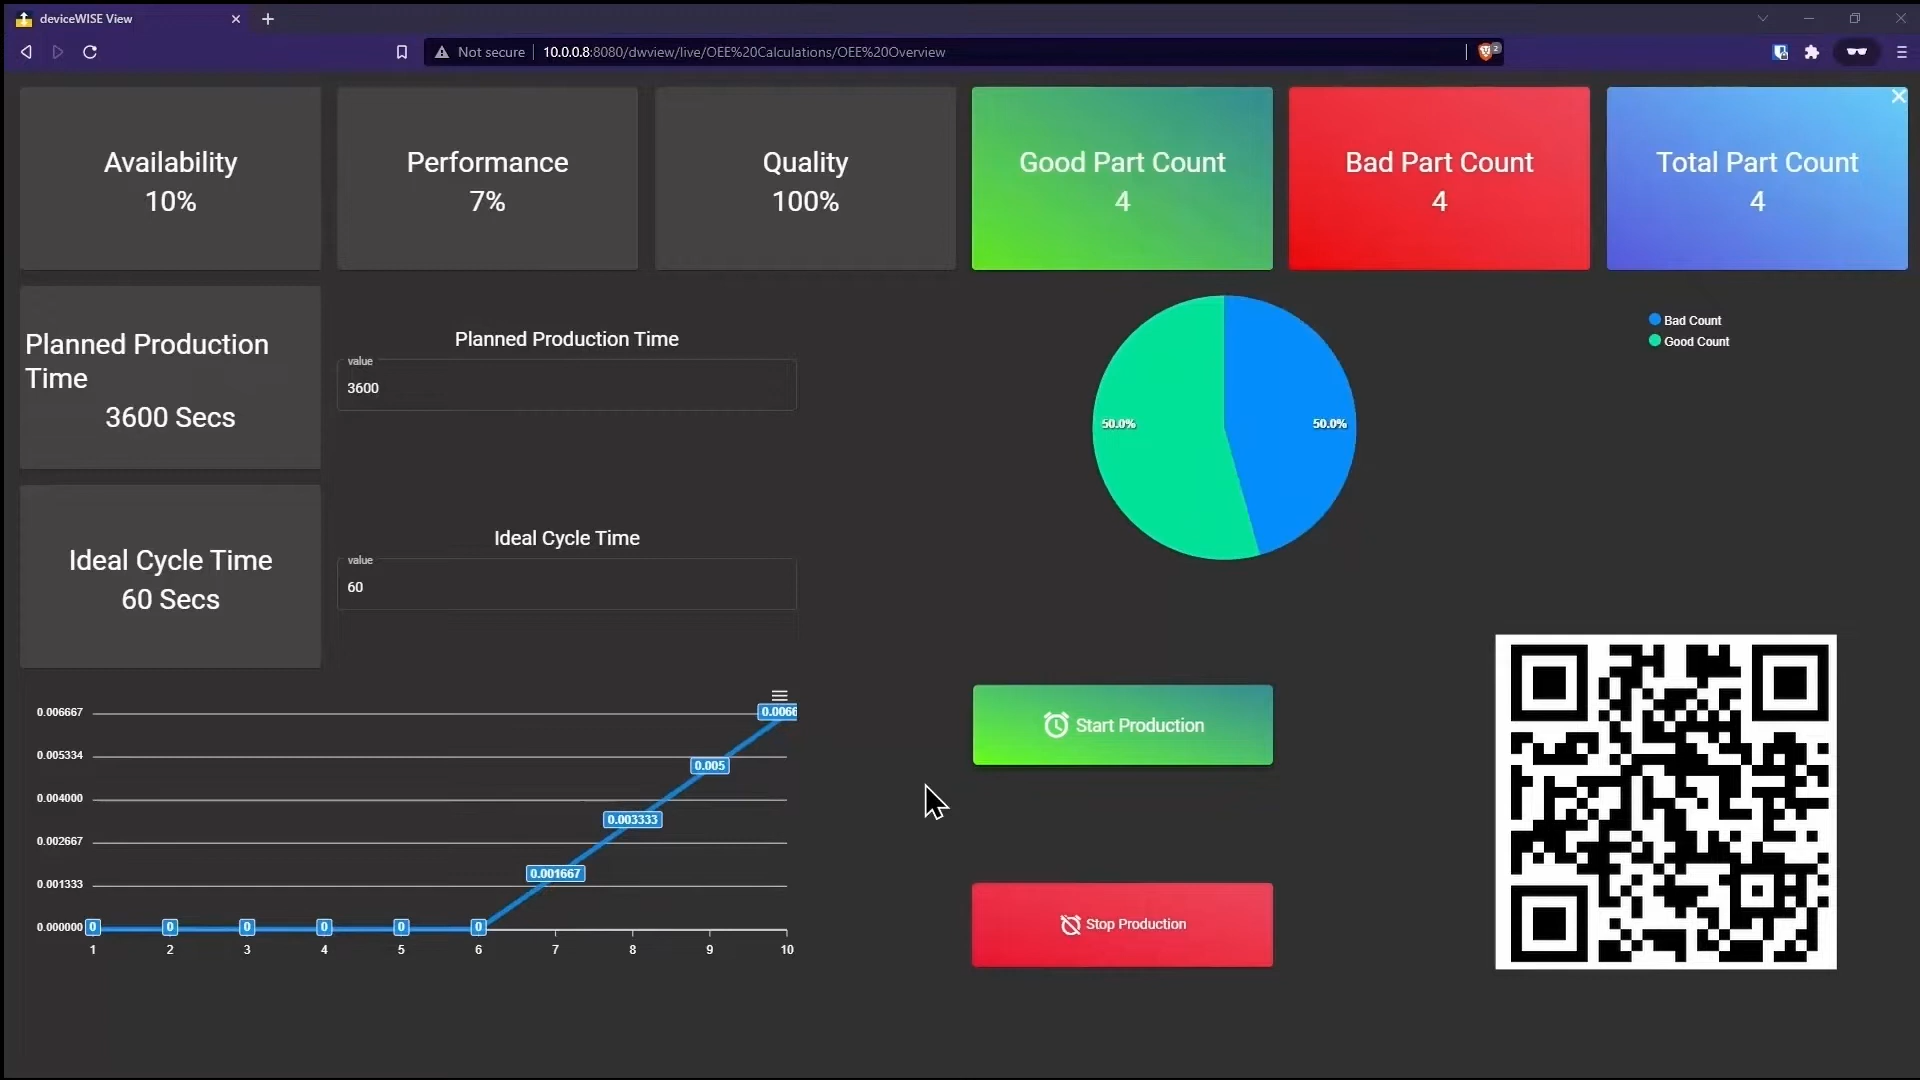 deviceWISE View
Not secure
10.0.0.8:8080/dwview/live/OEE%20Calculations/OEE%20Overview
2
Availability
10%
Performance
7%
Quality
100%
Good Part Count
4
Bad Part Count
4
Total Part Count
4
Planned Production
Time
3600 Secs
Planned Production Time
value
3600
Ideal Cycle Time
60 Secs
Ideal Cycle Time
value
60
50.0%
50.0%
Bad Count
Good Count
0.006667
0.005334
0.004000
0.002667
0.001333
0.000000
0
0
0
0
0
0
0.001667
0.003333
0.005
0.0066
1
2
3
4
5
6
7
8
9
10
Start Production
Stop Production